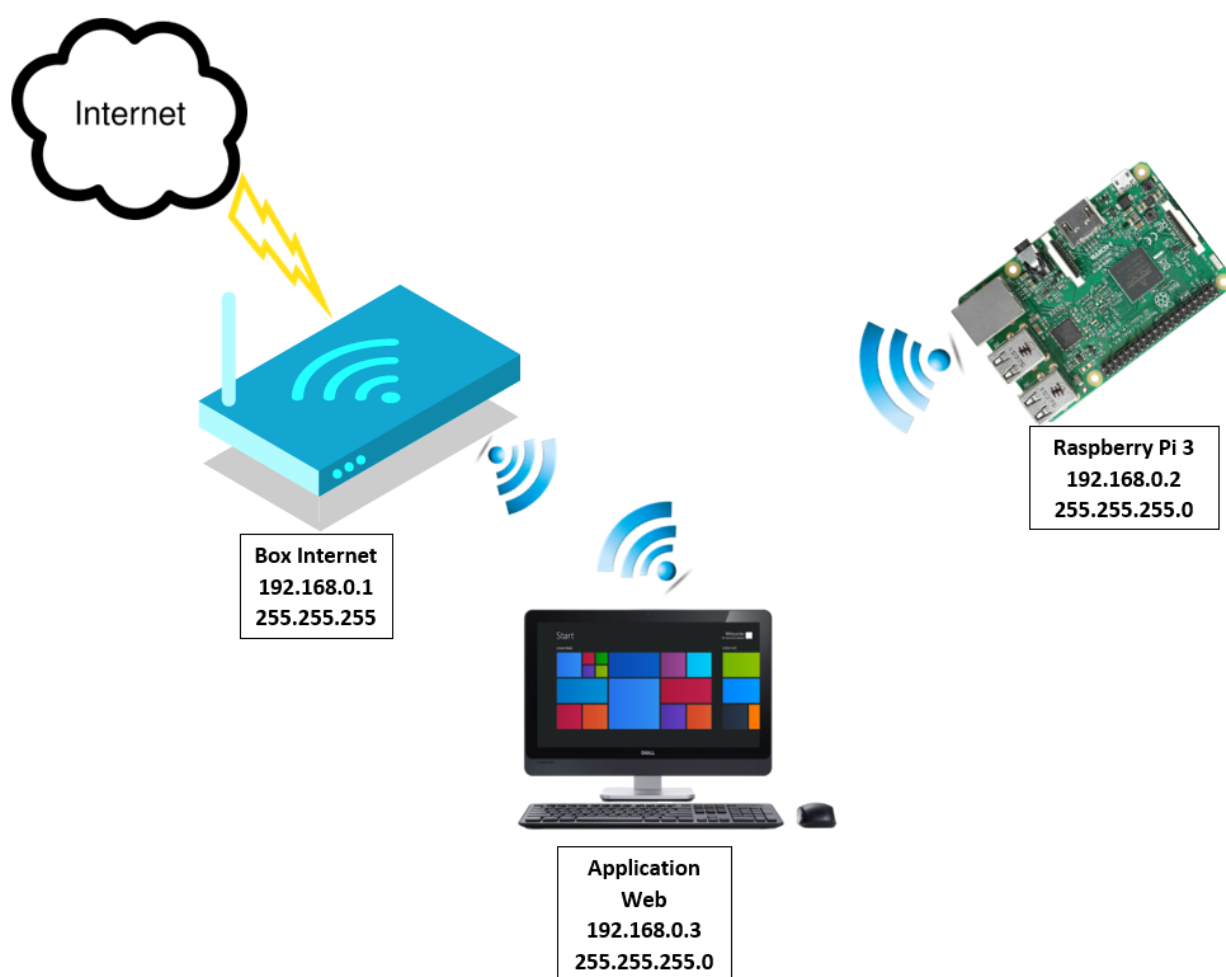 Internet
Box Internet
192.168.0.1
255.255.255
Raspberry Pi 3
192.168.0.2
255.255.255.0
Start
DELL
Application
Web
192.168.0.3
255.255.255.0